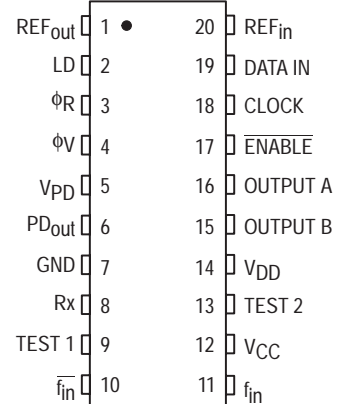 REFout 1 20 REFin
LD 2 19 DATA IN
ϕR 3 18 CLOCK
ϕV 4 17 E̅N̅A̅B̅L̅E̅
VPD 5 16 OUTPUT A
PDout 6 15 OUTPUT B
GND 7 14 VDD
Rx 8 13 TEST 2
TEST 1 9 12 VCC
f̅i̅n̅ 10 11 fin